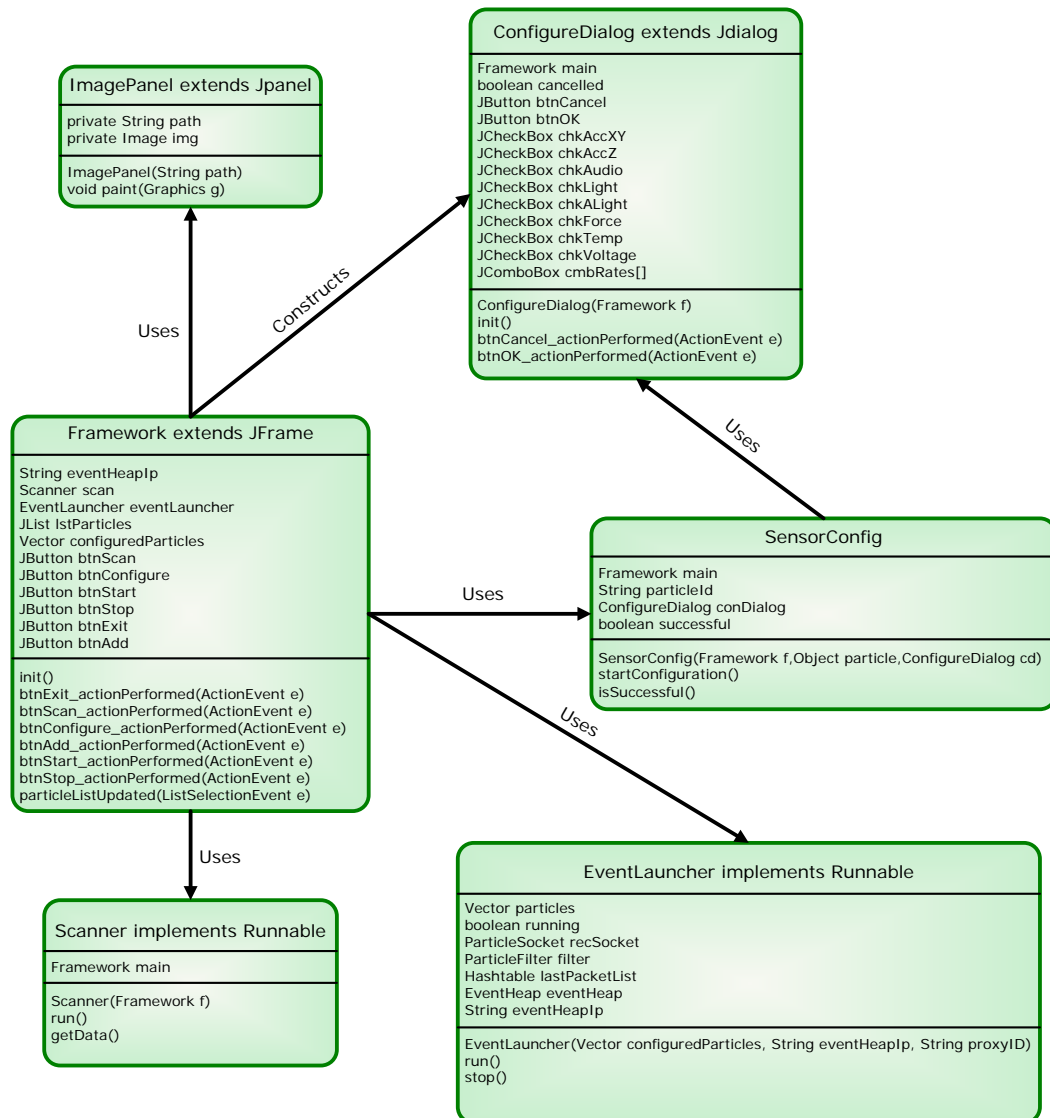 ConfigureDialog extends Jdialog
Framework main
boolean cancelled
JButton btnCancel
JButton btnOK
JCheckBox chkAccXY
JCheckBox chkAccZ
JCheckBox chkAudio
JCheckBox chkLight
JCheckBox chkALight
JCheckBox chkForce
JCheckBox chkTemp
JCheckBox chkVoltage
JComboBox cmbRates[]
ConfigureDialog(Framework f)
init()
btnCancel_actionPerformed(ActionEvent e)
btnOK_actionPerformed(ActionEvent e)
ImagePanel extends Jpanel
private String path
private Image img
ImagePanel(String path)
void paint(Graphics g)
Uses
Constructs
Uses
Framework extends JFrame
String eventHeapIp
Scanner scan
EventLauncher eventLauncher
JList lstParticles
Vector configuredParticles
JButton btnScan
JButton btnConfigure
JButton btnStart
JButton btnStop
JButton btnExit
JButton btnAdd
init()
btnExit_actionPerformed(ActionEvent e)
btnScan_actionPerformed(ActionEvent e)
btnConfigure_actionPerformed(ActionEvent e)
btnAdd_actionPerformed(ActionEvent e)
btnStart_actionPerformed(ActionEvent e)
btnStop_actionPerformed(ActionEvent e)
particleListUpdated(ListSelectionEvent e)
Uses
SensorConfig
Framework main
String particleId
ConfigureDialog conDialog
boolean successful
SensorConfig(Framework f,Object particle,ConfigureDialog cd)
startConfiguration()
isSuccessful()
Uses
Uses
Scanner implements Runnable
Framework main
Scanner(Framework f)
run()
getData()
EventLauncher implements Runnable
Vector particles
boolean running
ParticleSocket recSocket
ParticleFilter filter
Hashtable lastPacketList
EventHeap eventHeap
String eventHeapIp
EventLauncher(Vector configuredParticles, String eventHeapIp, String proxyID)
run()
stop()